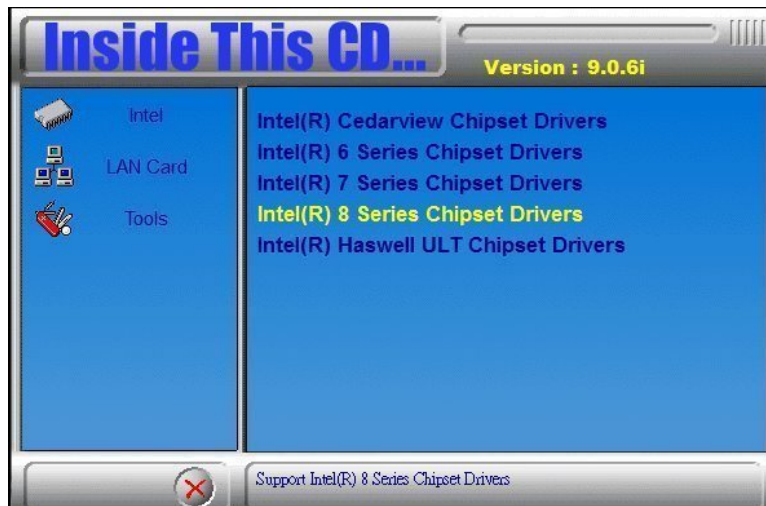 Inside This CD...
Version : 9.0.6i
Intel
LAN Card
Tools
Intel(R) Cedarview Chipset Drivers
Intel(R) 6 Series Chipset Drivers
Intel(R) 7 Series Chipset Drivers
Intel(R) 8 Series Chipset Drivers
Intel(R) Haswell ULT Chipset Drivers
Support Intel(R) 8 Series Chipset Drivers